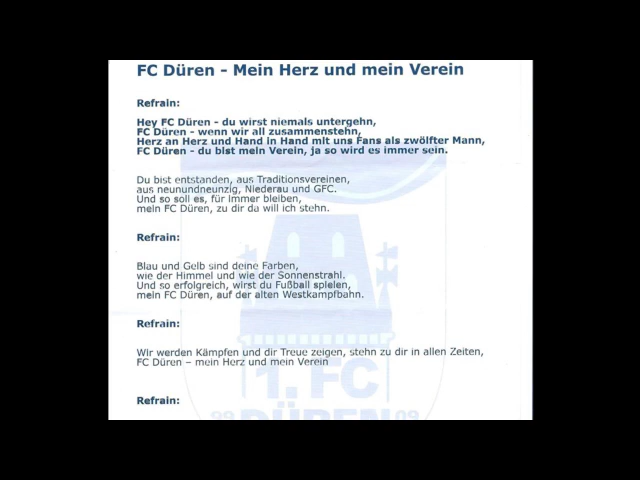 FC Düren - Mein Herz und mein Verein
Refrain:
Hey FC Düren - du wirst niemals untergehn,
FC Düren - wenn wir all zusammenstehn,
Herz an Herz und Hand in Hand mit uns Fans als zwölfter Mann,
FC Düren - du bist mein Verein, ja so wird es immer sein.
Du bist entstanden, aus Traditionsvereinen,
aus neunundneunzig, Niederau und GFC.
Und so soll es, für immer bleiben,
mein FC Düren, zu dir da will ich stehn.
Refrain:
Blau und Gelb sind deine Farben,
wie der Himmel und wie der Sonnenstrahl.
Und so erfolgreich, wirst du Fußball spielen,
mein FC Düren, auf der alten Westkampfbahn.
Refrain:
Wir werden Kämpfen und dir Treue zeigen, stehn zu dir in allen Zeiten,
FC Düren – mein Herz und mein Verein
1. FC
Refrain:
99 DÜREN 09